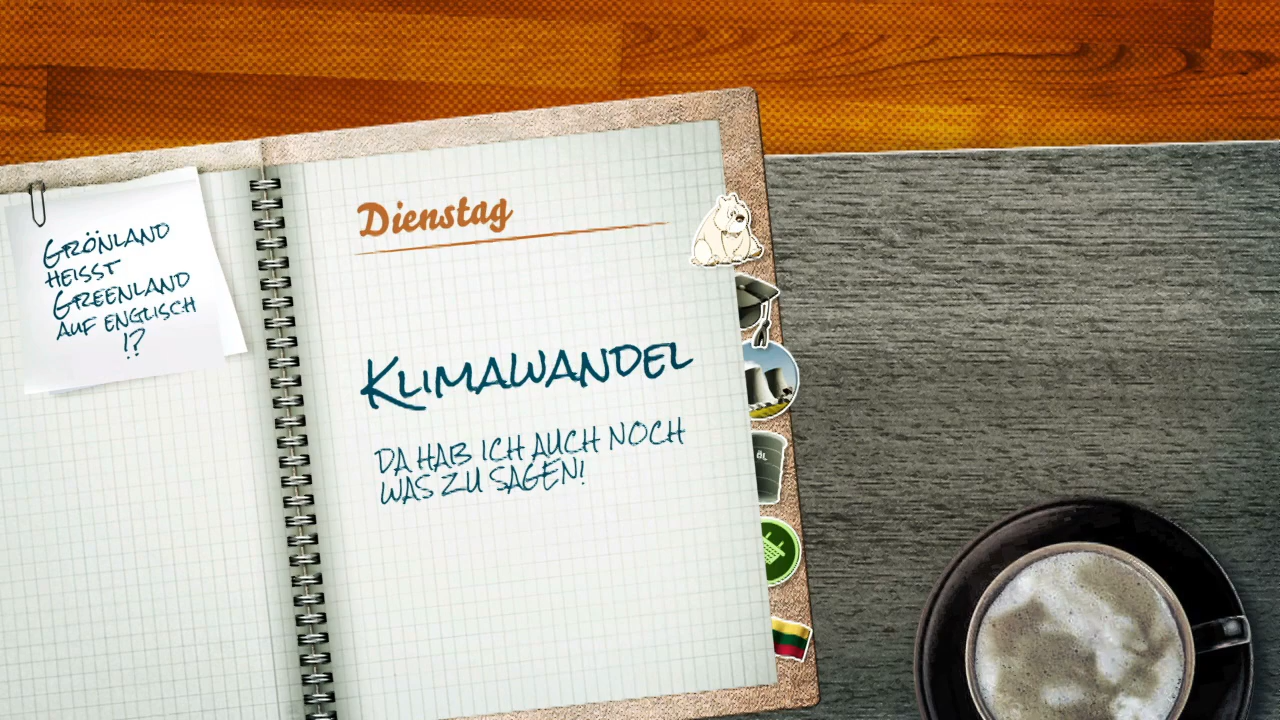 Grönland
heisst
Greenland
auf englisch
!?
Dienstag
Klimawandel
Da hab ich auch noch
was zu sagen!
ÖL